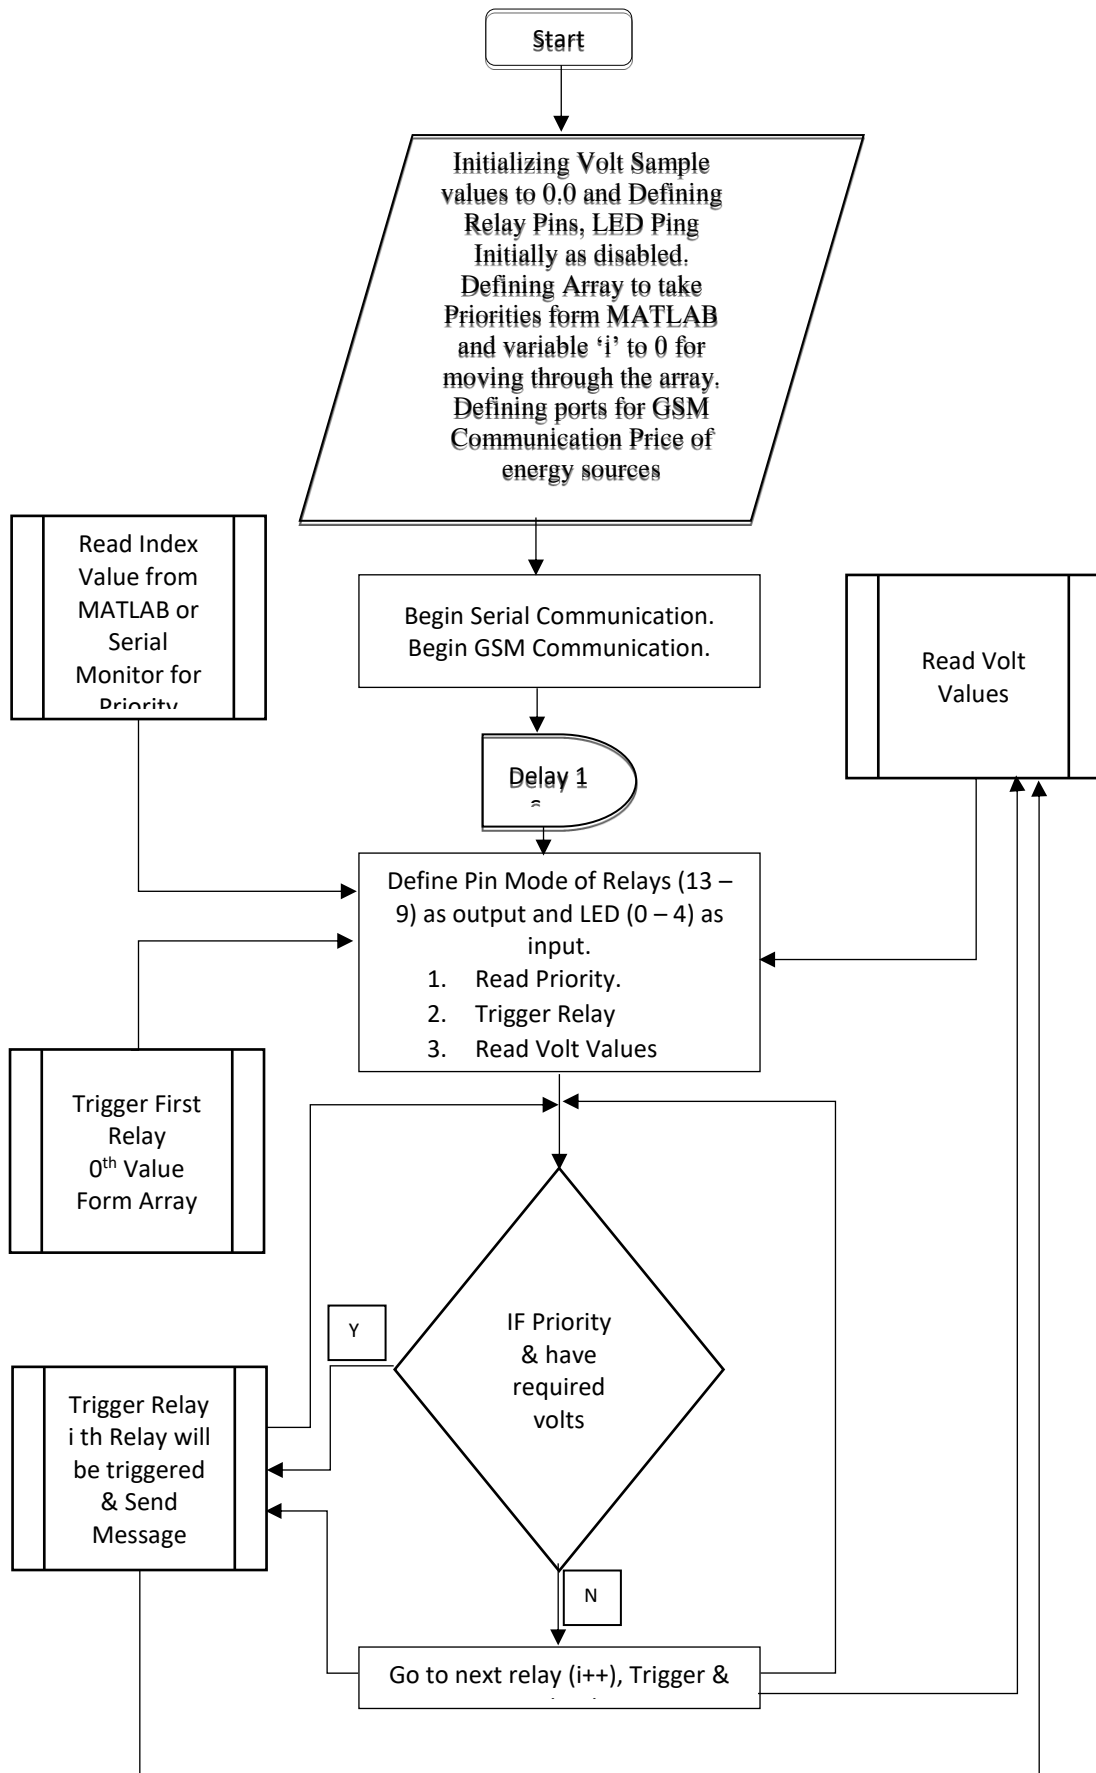 Start
Initializing Volt Sample
values to 0.0 and Defining
Relay Pins, LED Ping
Initially as disabled.
Defining Array to take
Priorities form MATLAB
and variable ‘i’ to 0 for
moving through the array.
Defining ports for GSM
Communication Price of
energy sources
Read Index
Value from
MATLAB or
Serial
Monitor for
Priority
Begin Serial Communication.
Begin GSM Communication.
Read Volt
Values
Delay 1
Define Pin Mode of Relays (13 –
9) as output and LED (0 – 4) as
input.
1. Read Priority.
2. Trigger Relay
3. Read Volt Values
Trigger First
Relay
0th Value
Form Array
Y
IF Priority
& have
required
volts
Trigger Relay
i th Relay will
be triggered
& Send
Message
N
Go to next relay (i++), Trigger &